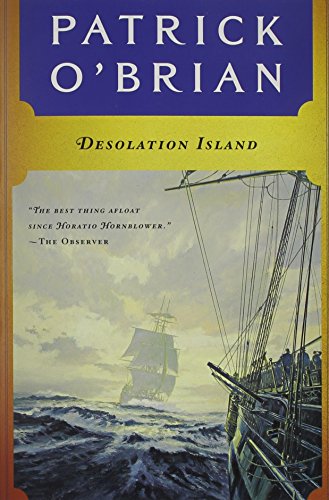 PATRICK
O'BRIAN
DESOLATION ISLAND
"THE BEST THING AFLOAT
SINCE HORATIO HORNBLOWER."
~THE OBSERVER